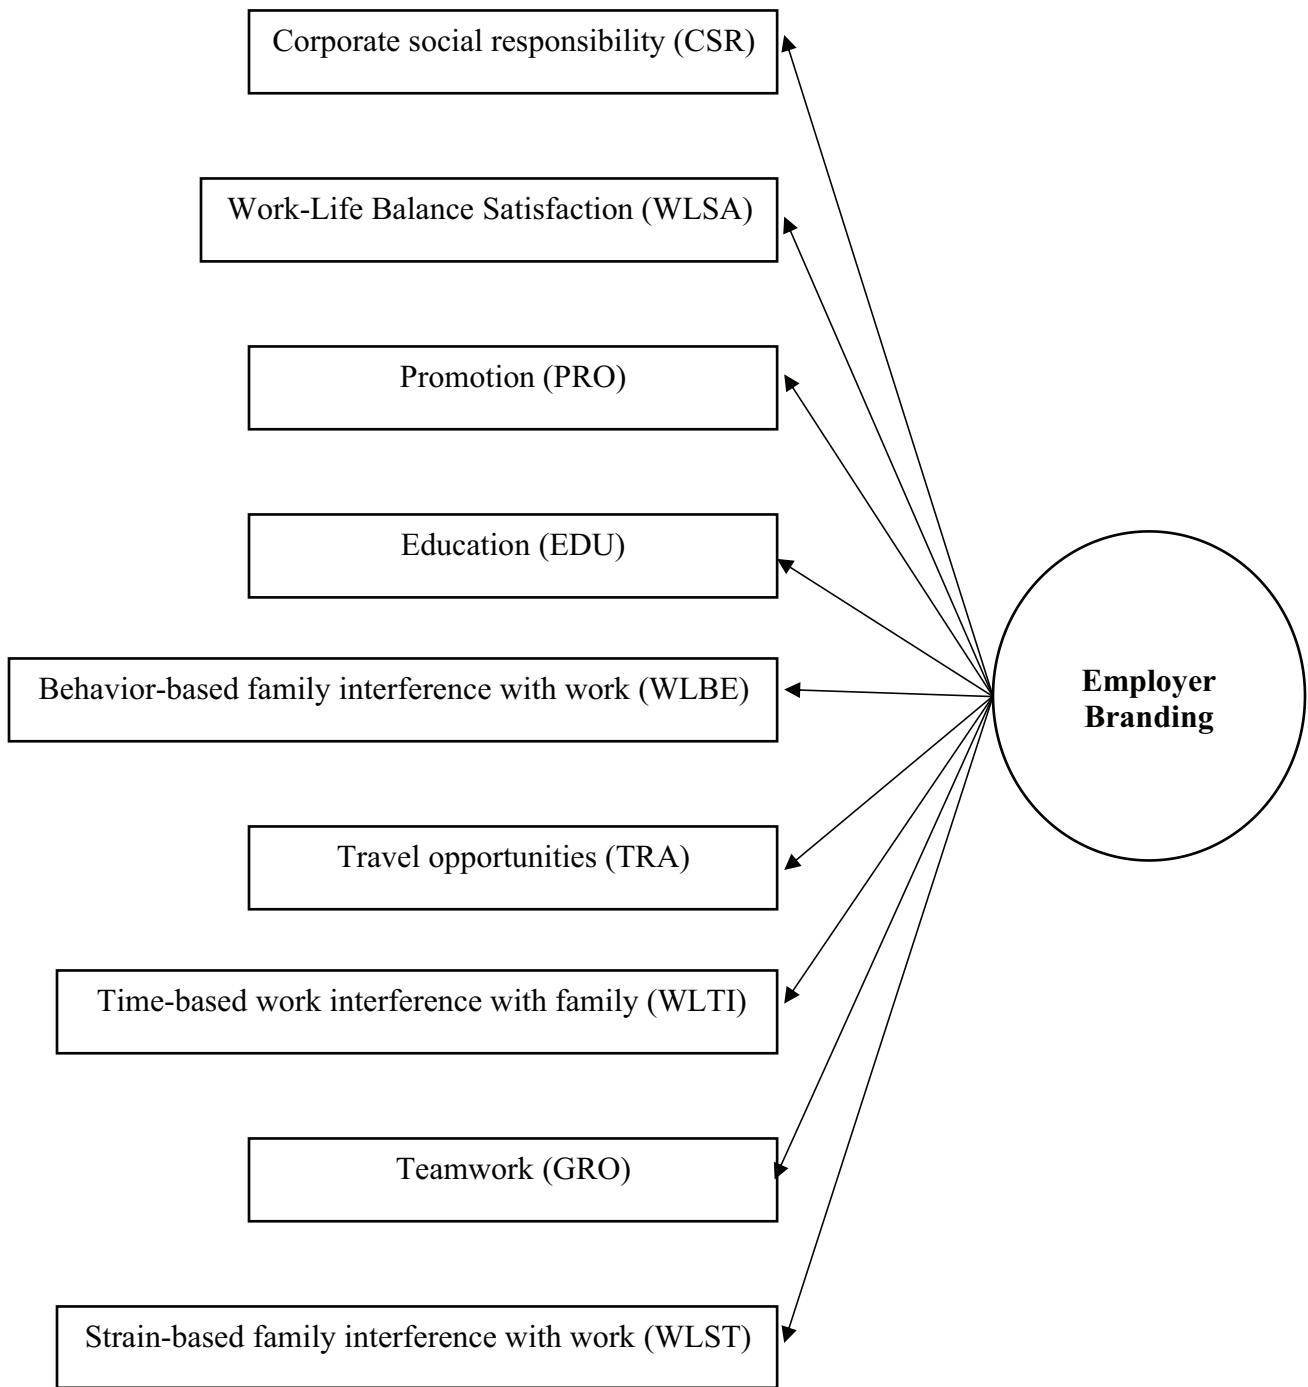 Corporate social responsibility (CSR)
Work-Life Balance Satisfaction (WLSA)
Promotion (PRO)
Education (EDU)
Behavior-based family interference with work (WLBE)
Employer
Branding
Travel opportunities (TRA)
Time-based work interference with family (WLTI)
Teamwork (GRO)
Strain-based family interference with work (WLST)